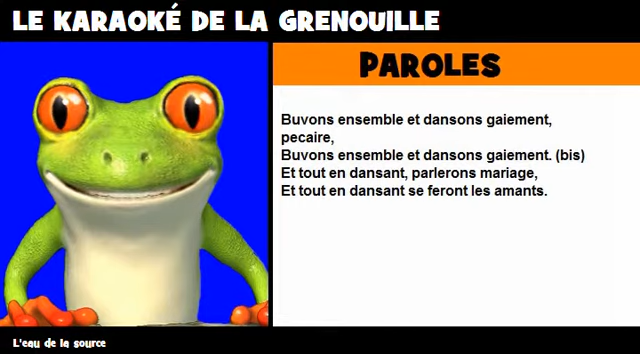 LE KARAOKÉ DE LA GRENOUILLE
PAROLES
Buvons ensemble et dansons gaiement,
pecaire,
Buvons ensemble et dansons gaiement. (bis)
Et tout en dansant, parlerons mariage,
Et tout en dansant se feront les amants.
L'eau de la source